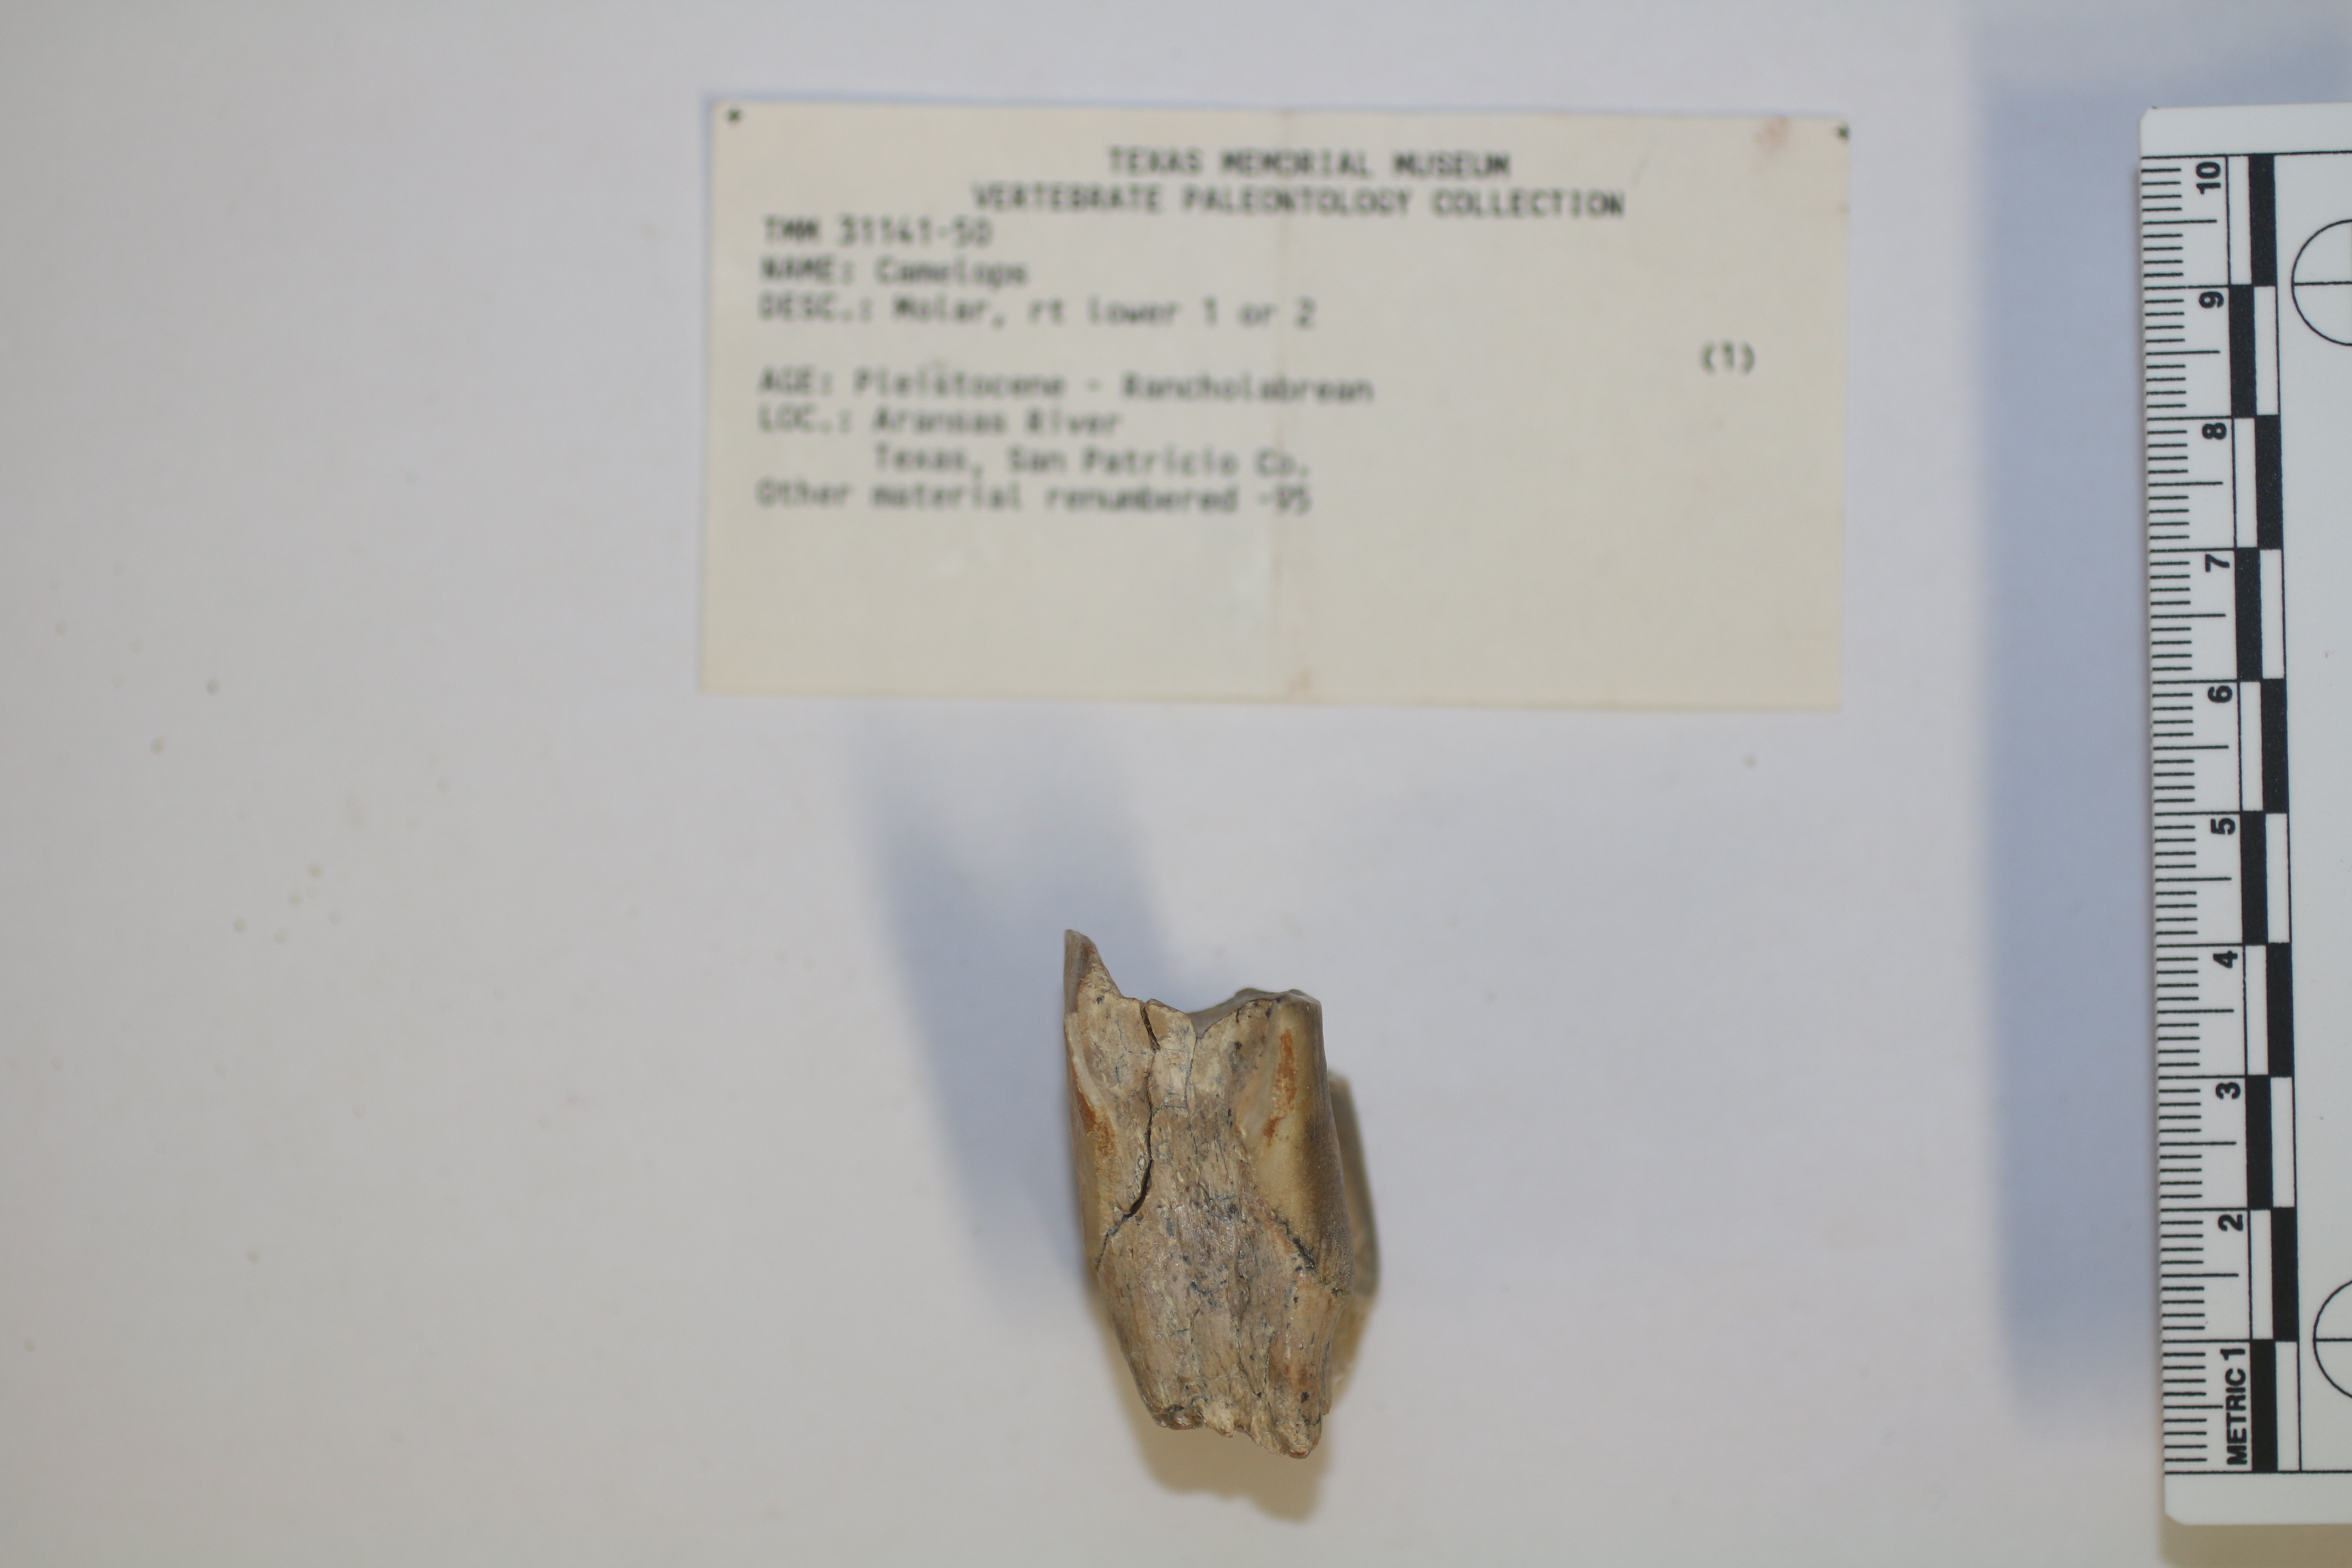 TEXAS MEMORIAL MUSEUM
VERTEBRATE PALEONTOLOGY COLLECTION
TMM 31141-50
NAME: Camelops
DESC.: Molar, rt lower 1 or 2
(1)
AGE: Pleistocene - Rancholabrean
LOC.: Aransas River
Texas, San Patricio Co.
Other material renumbered -95
METRIC 1 2 3 4 5 6 7 8 9 10